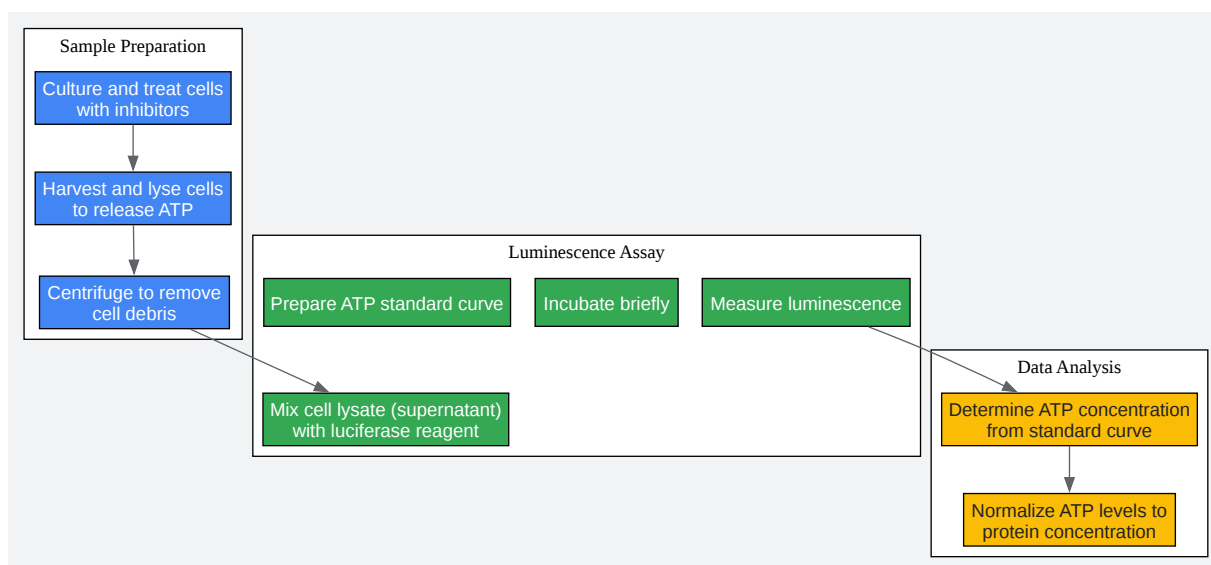 Sample Preparation
Culture and treat cells
with inhibitors
Harvest and lyse cells
to release ATP
Centrifuge to remove
cell debris
Luminescence Assay
Prepare ATP standard curve
Incubate briefly
Measure luminescence
Mix cell lysate (supernatant)
with luciferase reagent
Data Analysis
Determine ATP concentration
from standard curve
Normalize ATP levels to
protein concentration